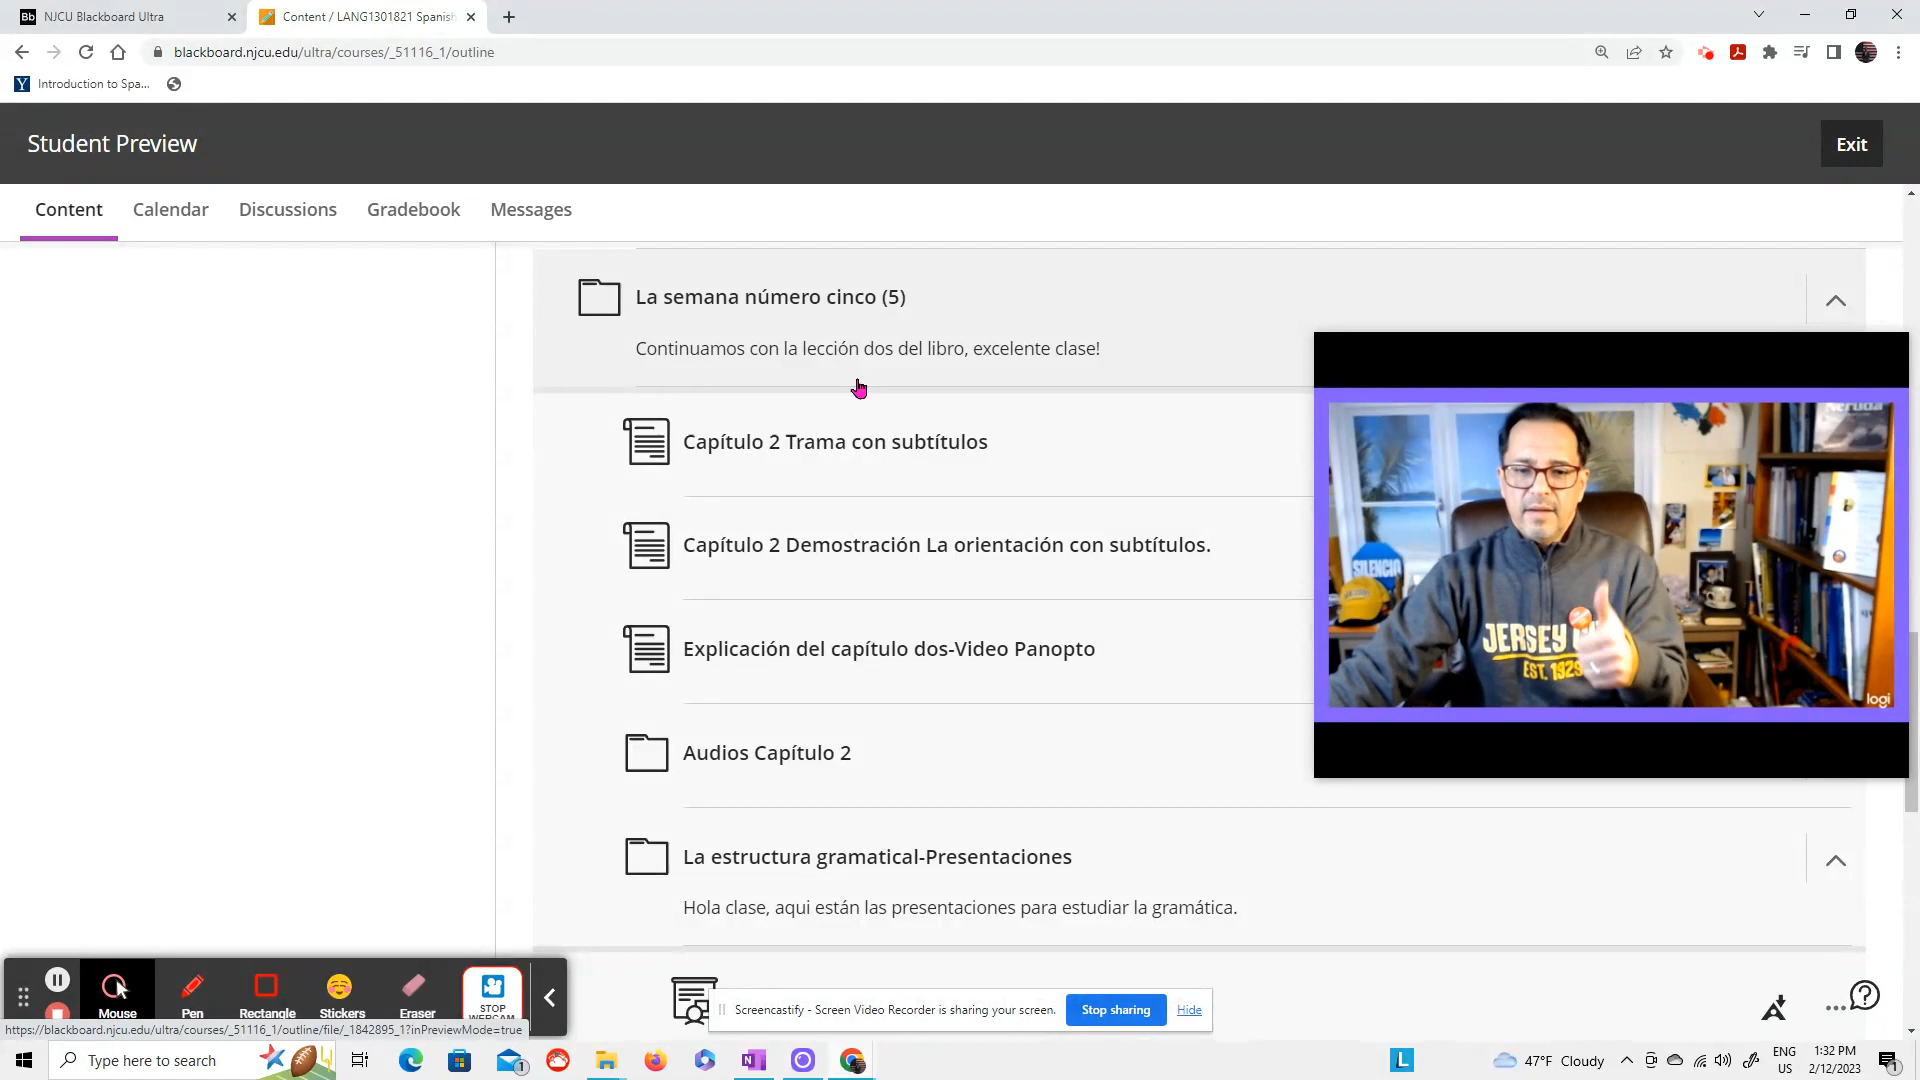 NJCU Blackboard Ultra
Content / LANG1301821 Spanish
blackboard.njcu.edu/ultra/courses/_51116_1/outline
Introduction to Spa...
Student Preview
Exit
Content
Calendar
Discussions
Gradebook
Messages
La semana número cinco (5)
Continuamos con la lección dos del libro, excelente clase!
Capítulo 2 Trama con subtítulos
Capítulo 2 Demostración La orientación con subtítulos.
Explicación del capítulo dos-Video Panopto
Audios Capítulo 2
La estructura gramatical-Presentaciones
Hola clase, aqui están las presentaciones para estudiar la gramática.
Neruda
SILENCIO
JERSEY
EST. 1929
logi
Mouse
Pen
Rectangle
Stickers
Eraser
STOP
WEBCAM
Screencastify - Screen Video Recorder is sharing your screen.
Stop sharing
Hide
https://blackboard.njcu.edu/ultra/courses/_51116_1/outline/file/_1842895_1?inPreviewMode=true
Type here to search
47°F Cloudy
ENG
US
1:32 PM
2/12/2023